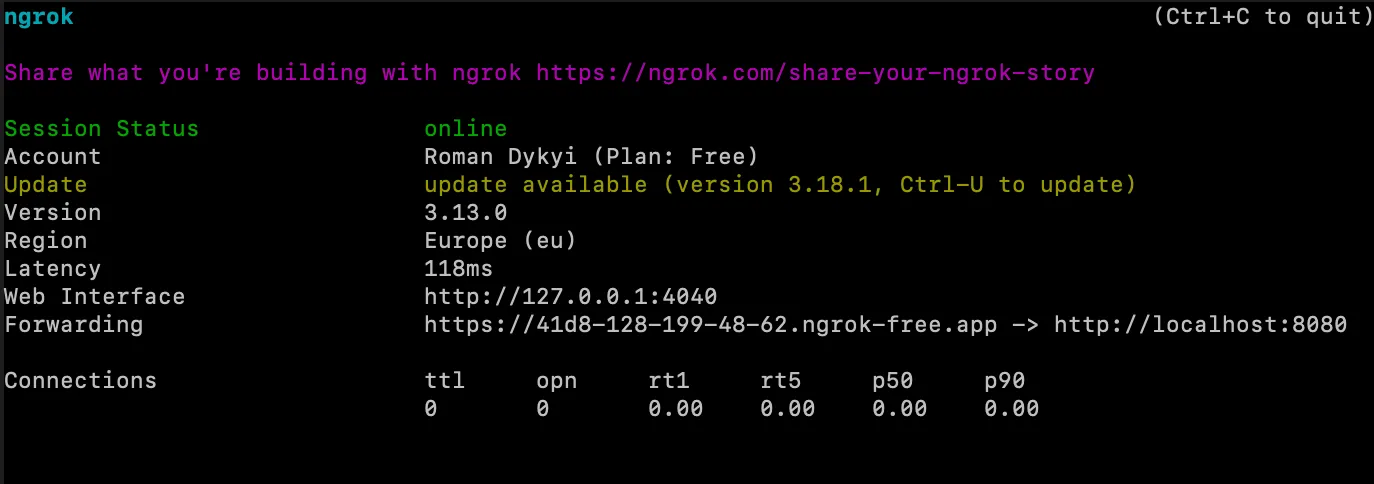 ngrok (Ctrl+C to quit)
Share what you're building with ngrok https://ngrok.com/share-your-ngrok-story
Session Status online
Account Roman Dykyi (Plan: Free)
Update update available (version 3.18.1, Ctrl-U to update)
Version 3.13.0
Region Europe (eu)
Latency 118ms
Web Interface http://127.0.0.1:4040
Forwarding https://41d8-128-199-48-62.ngrok-free.app -> http://localhost:8080
Connections ttl opn rt1 rt5 p50 p90
0 0 0.00 0.00 0.00 0.00